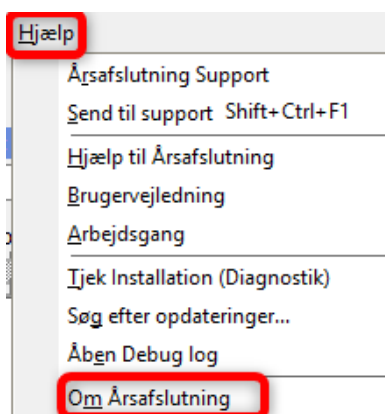 Hjælp
Årsafslutning Support
Send til support Shift+Ctrl+F1
Hjælp til Årsafslutning
Brugervejledning
Arbejdsgang
Tjek Installation (Diagnostik)
Søg efter opdateringer...
Åben Debug log
Om Årsafslutning